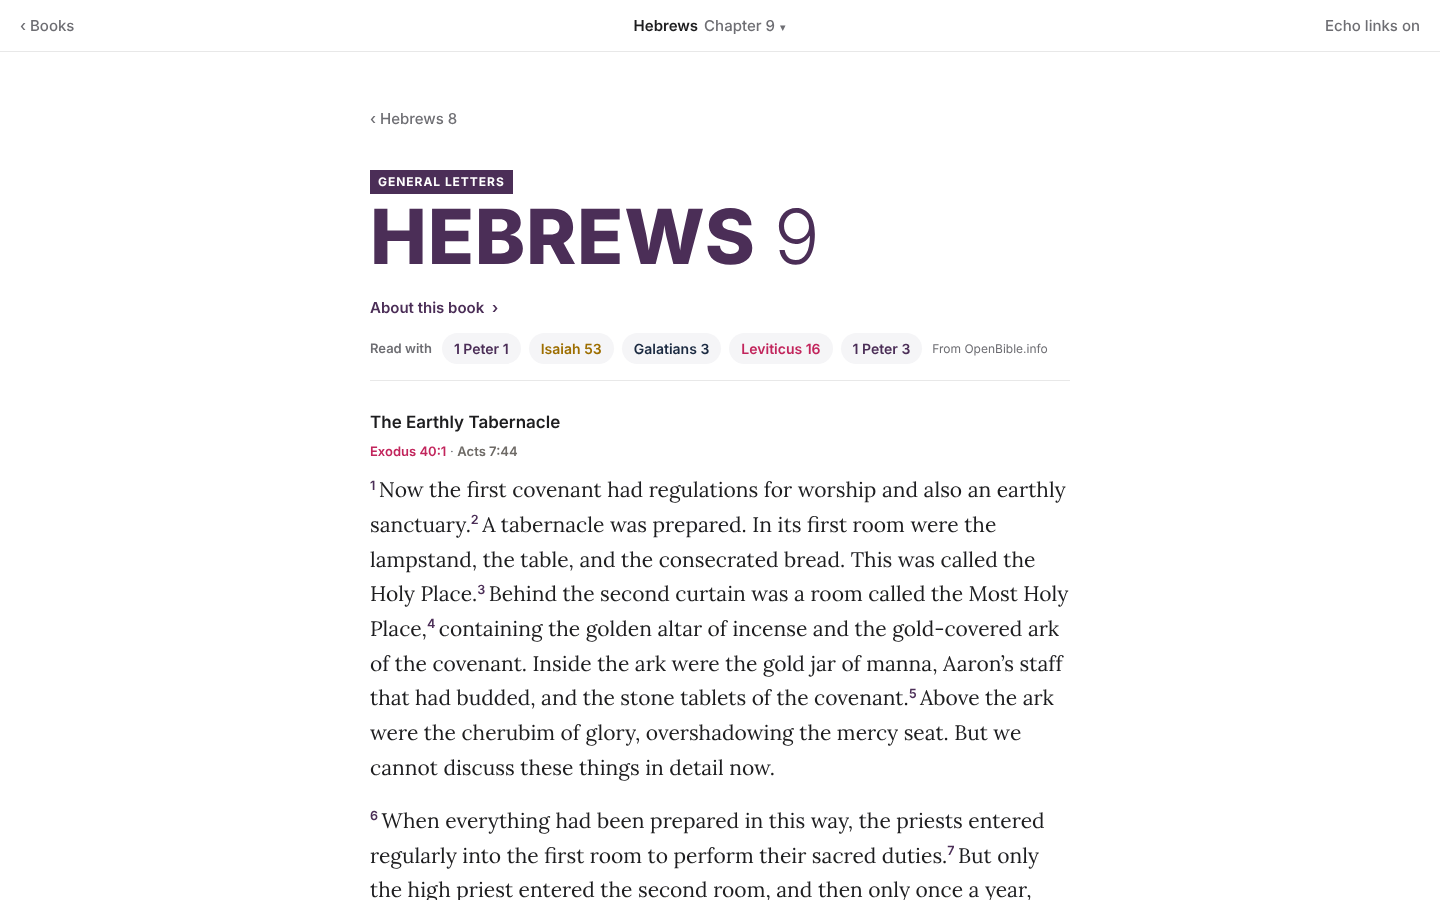 ‹ Books
Hebrews Chapter 9 ▾
Echo links on
‹ Hebrews 8
GENERAL LETTERS
HEBREWS 9
About this book ›
Read with 1 Peter 1 Isaiah 53 Galatians 3 Leviticus 16 1 Peter 3 From OpenBible.info
The Earthly Tabernacle
Exodus 40:1 · Acts 7:44
1 Now the first covenant had regulations for worship and also an earthly
sanctuary.2 A tabernacle was prepared. In its first room were the
lampstand, the table, and the consecrated bread. This was called the
Holy Place.3 Behind the second curtain was a room called the Most Holy
Place,4 containing the golden altar of incense and the gold-covered ark
of the covenant. Inside the ark were the gold jar of manna, Aaron’s staff
that had budded, and the stone tablets of the covenant.5 Above the ark
were the cherubim of glory, overshadowing the mercy seat. But we
cannot discuss these things in detail now.
6 When everything had been prepared in this way, the priests entered
regularly into the first room to perform their sacred duties.7 But only
the high priest entered the second room, and then only once a year,